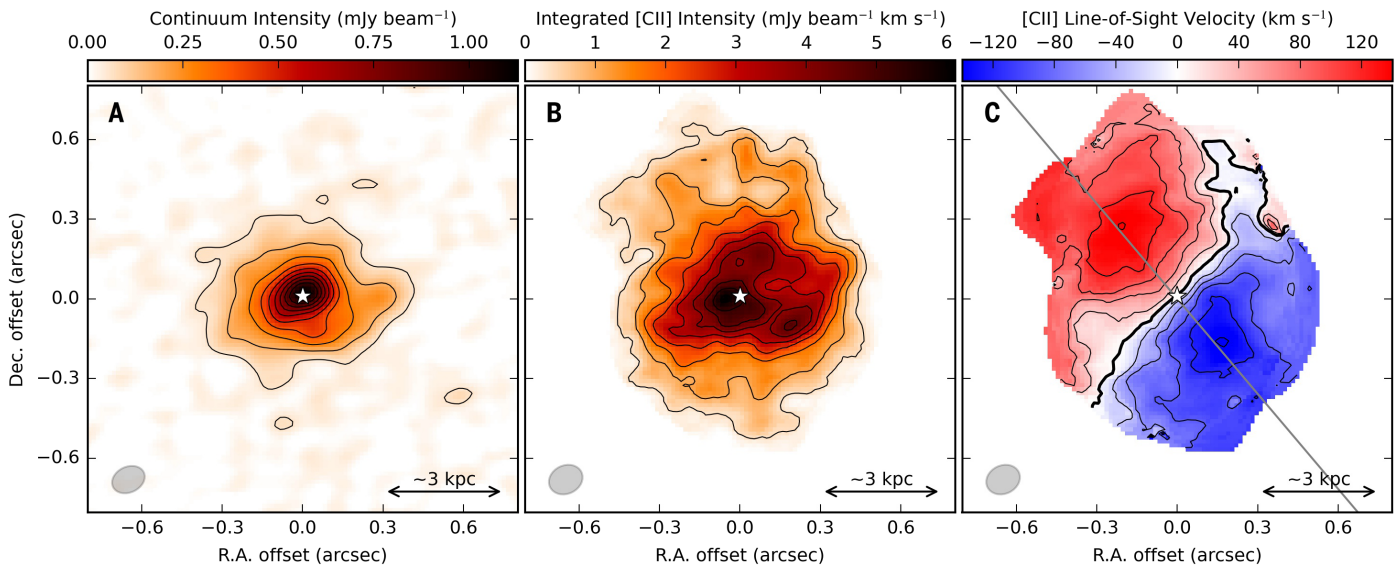 Continuum Intensity (mJy beam⁻¹)
0.00 0.25 0.50 0.75 1.00
Integrated [CII] Intensity (mJy beam⁻¹ km s⁻¹)
0 1 2 3 4 5 6
[CII] Line-of-Sight Velocity (km s⁻¹)
−120 −80 −40 0 40 80 120
A
B
C
Dec. offset (arcsec)
0.6
0.3
0.0
−0.3
−0.6
~3 kpc
~3 kpc
~3 kpc
−0.6 −0.3 0.0 0.3 0.6
−0.6 −0.3 0.0 0.3 0.6
−0.6 −0.3 0.0 0.3 0.6
R.A. offset (arcsec)
R.A. offset (arcsec)
R.A. offset (arcsec)